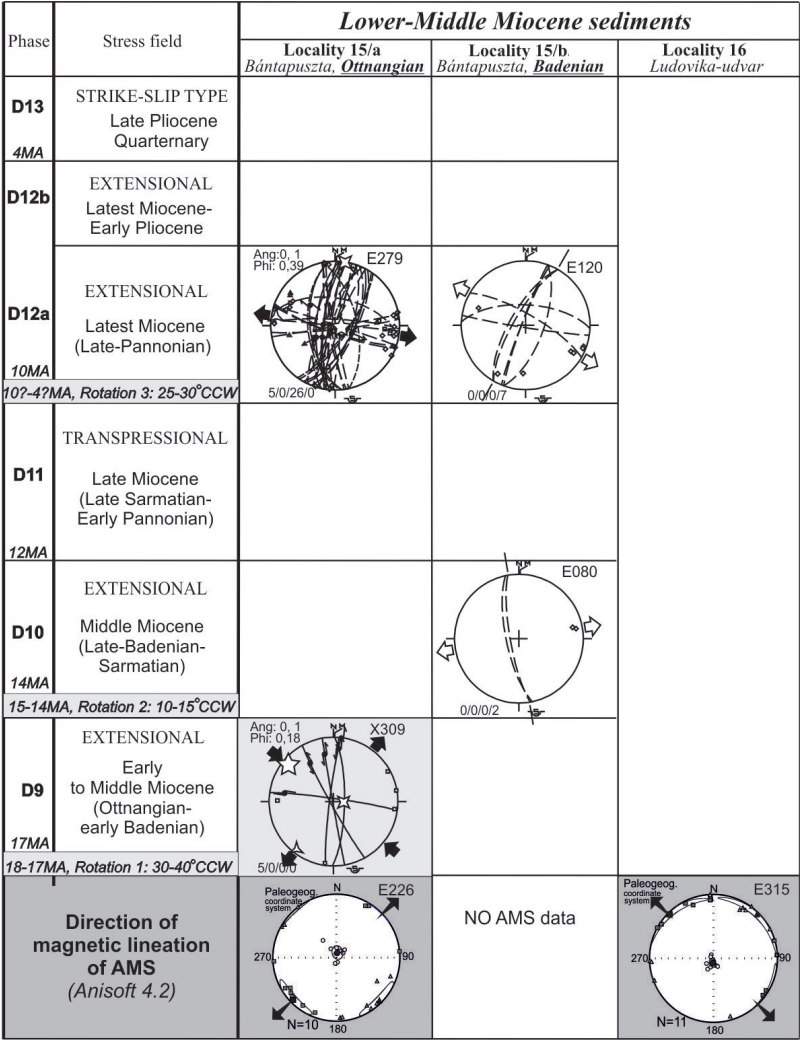 Lower-Middle Miocene sediments
Phase
Stress field
Locality 15/a
Bántapuszta, Ottnangian
Locality 15/b
Bántapuszta, Badenian
Locality 16
Ludovika-udvar
D13
4MA
STRIKE-SLIP TYPE
Late Pliocene
Quarternary
D12b
EXTENSIONAL
Latest Miocene-
Early Pliocene
D12a
10MA
EXTENSIONAL
Latest Miocene
(Late-Pannonian)
Ang:0, 1
Phi: 0,39
E279
5/0/26/0
S
E120
0/0/0/7
S
10?-4?MA, Rotation 3: 25-30°CCW
D11
12MA
TRANSPRESSIONAL
Late Miocene
(Late Sarmatian-
Early Pannonian)
D10
14MA
EXTENSIONAL
Middle Miocene
(Late-Badenian-
Sarmatian)
E080
0/0/0/2
S
15-14MA, Rotation 2: 10-15°CCW
D9
17MA
EXTENSIONAL
Early
to Middle Miocene
(Ottnangian-
early Badenian)
Ang: 0, 1
Phi: 0,18
X309
5/0/0/0
S
18-17MA, Rotation 1: 30-40°CCW
Direction of
magnetic lineation
of AMS
(Anisoft 4.2)
Paleogeog.
coordinate
system
N
E226
270
90
N=10
180
NO AMS data
Paleogeog.
coordinate
system
N
E315
270
90
N=11
180